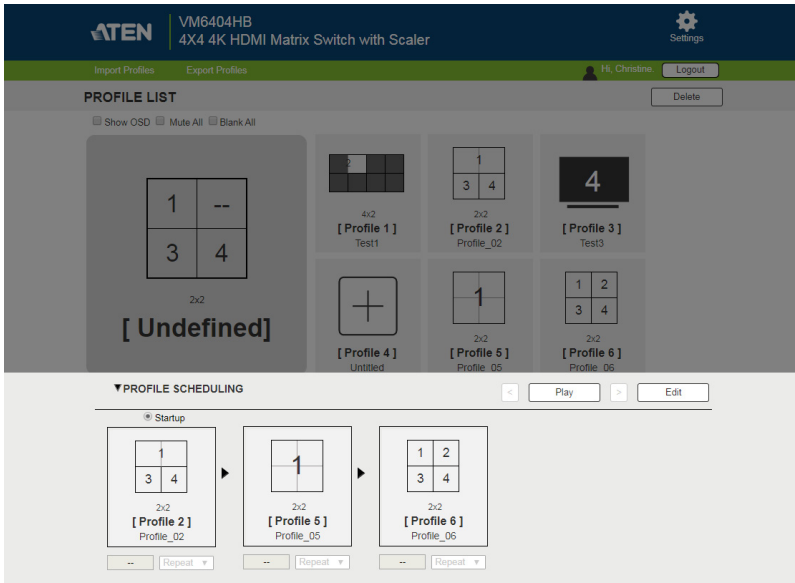 ATEN
VM6404HB
4X4 4K HDMI Matrix Switch with Scaler
Settings
Import Profiles Export Profiles
Hi, Christine. Logout
PROFILE LIST
Delete
Show OSD Mute All Blank All
1 --
3 4
2x2
[ Undefined]
2
4x2
[ Profile 1 ]
Test1
1
3 4
2x2
[ Profile 2 ]
Profile_02
4
[ Profile 3 ]
Test3
[ Profile 4 ]
Untitled
1
2x2
[ Profile 5 ]
Profile_05
1 2
3 4
2x2
[ Profile 6 ]
Profile_06
▼PROFILE SCHEDULING
< Play > Edit
Startup
1
3 4
2x2
[ Profile 2 ]
Profile_02
-- Repeat ▼
1
2x2
[ Profile 5 ]
Profile_05
-- Repeat ▼
1 2
3 4
2x2
[ Profile 6 ]
Profile_06
-- Repeat ▼